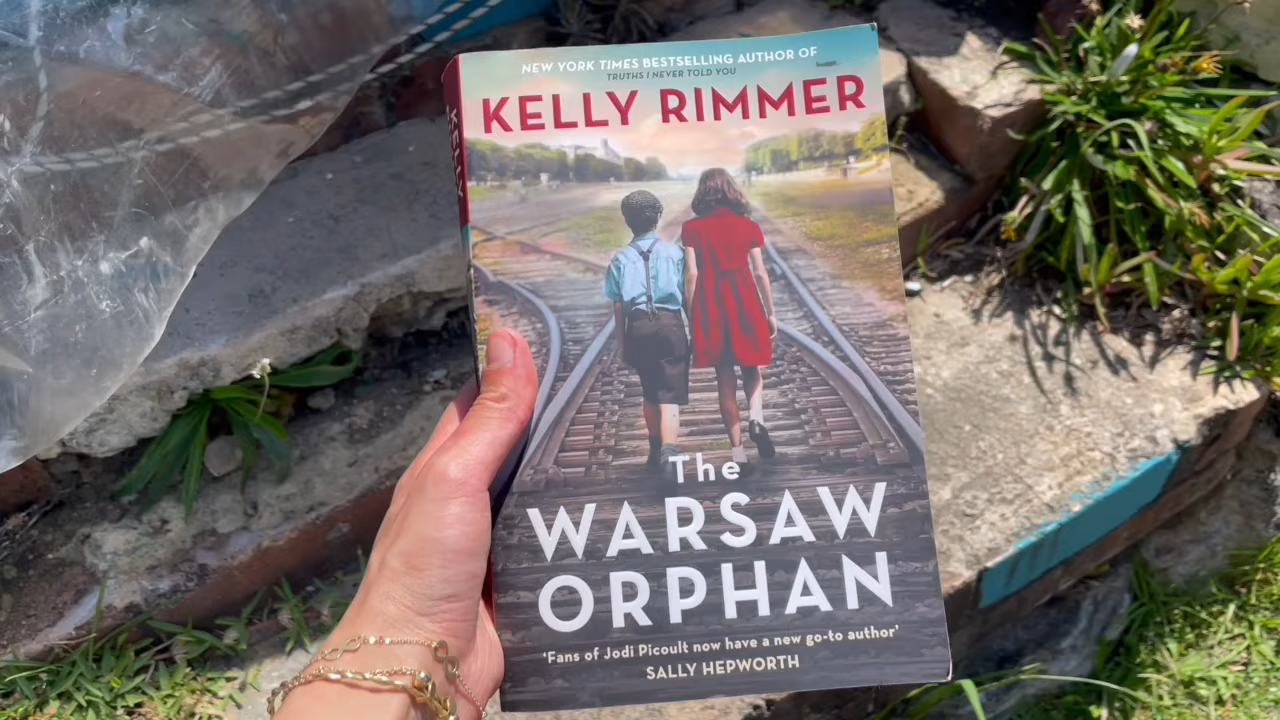 NEW YORK TIMES BESTSELLING AUTHOR OF
TRUTHS I NEVER TOLD YOU
KELLY RIMMER
KELLY
The
WARSAW
ORPHAN
‘Fans of Jodi Picoult now have a new go-to author’
SALLY HEPWORTH